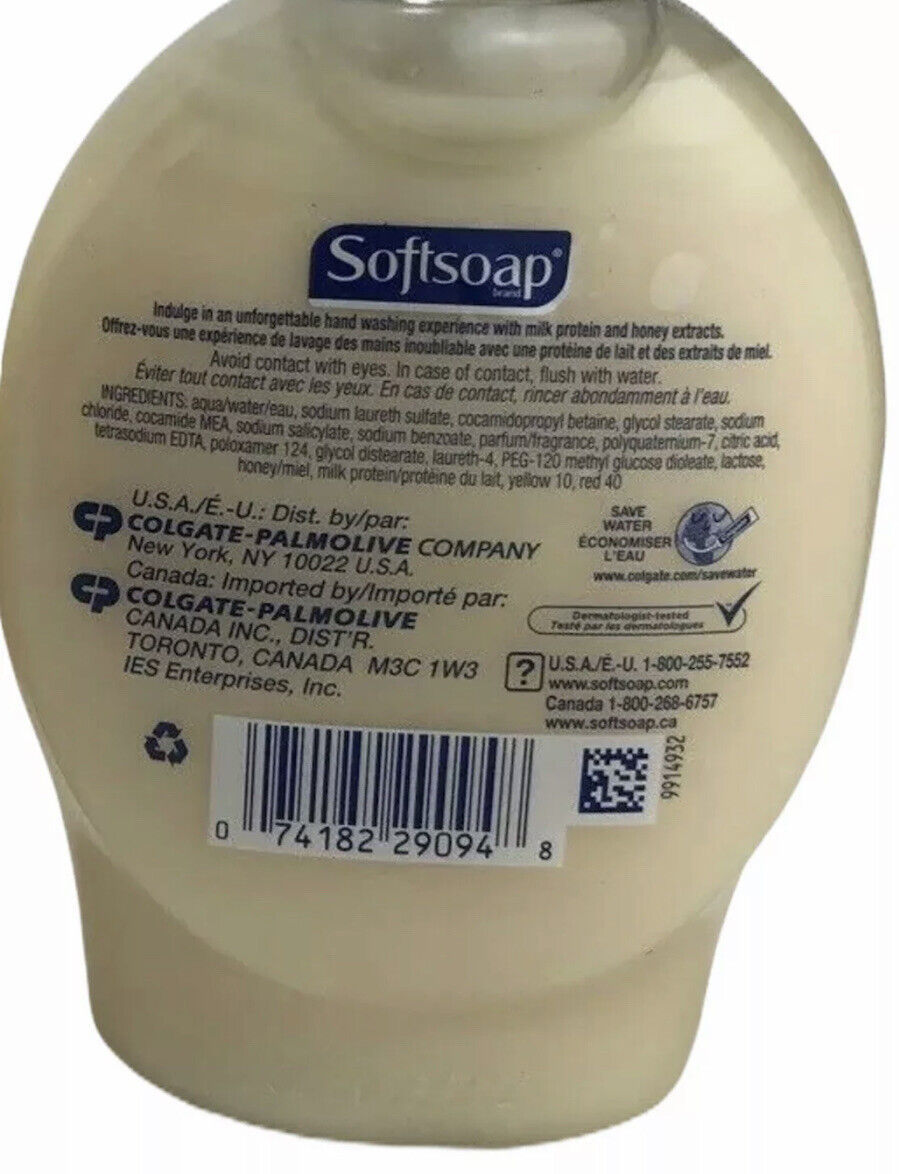 Softsoap®
brand
Indulge in an unforgettable hand washing experience with milk protein and honey extracts.
Offrez-vous une expérience de lavage des mains inoubliable avec une protéine de lait et des extraits de miel.
Avoid contact with eyes. In case of contact, flush with water.
Éviter tout contact avec les yeux. En cas de contact, rincer abondamment à l'eau.
INGREDIENTS: aqua/water/eau, sodium laureth sulfate, cocamidopropyl betaine, glycol stearate, sodium
chloride, cocamide MEA, sodium salicylate, sodium benzoate, parfum/fragrance, polyquaternium-7, citric acid,
tetrasodium EDTA, poloxamer 124, glycol distearate, laureth-4, PEG-120 methyl glucose dioleate, lactose,
honey/miel, milk protein/protéine du lait, yellow 10, red 40
U.S.A./É.-U.: Dist. by/par:
COLGATE-PALMOLIVE COMPANY
New York, NY 10022 U.S.A.
Canada: Imported by/Importé par:
COLGATE-PALMOLIVE
CANADA INC., DIST'R.
TORONTO, CANADA M3C 1W3
IES Enterprises, Inc.
SAVE
WATER
ÉCONOMISER
L'EAU
www.colgate.com/savewater
Dermatologist-tested
Testé par les dermatologues
? U.S.A./É.-U. 1-800-255-7552
www.softsoap.com
Canada 1-800-268-6757
www.softsoap.ca
0 74182 29094 8
9914932